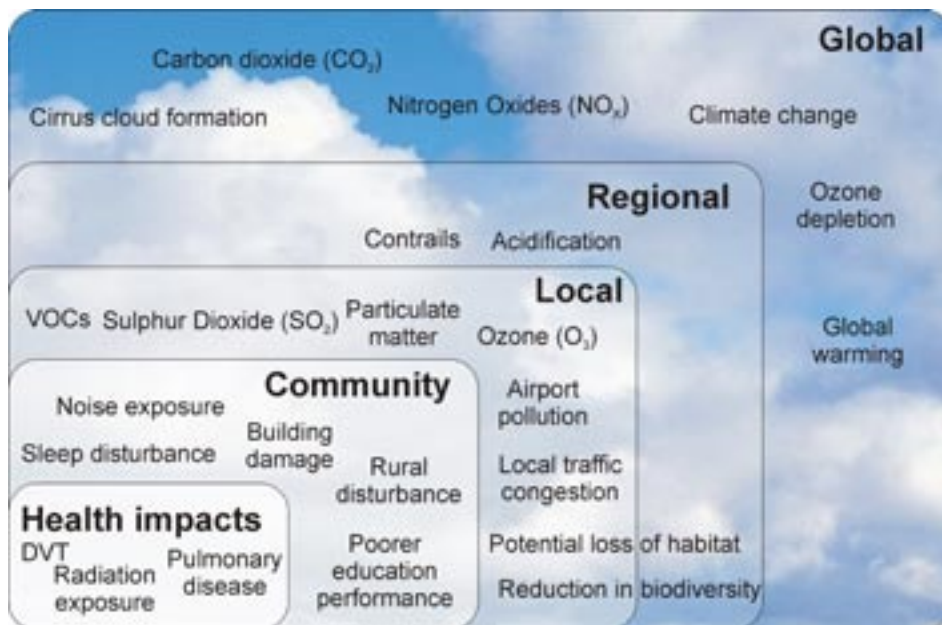 Global
Carbon dioxide (CO₂)
Nitrogen Oxides (NOₓ)
Cirrus cloud formation
Climate change
Ozone
depletion
Global
warming
Regional
Contrails
Acidification
Local
VOCs
Sulphur Dioxide (SO₂)
Particulate
matter
Ozone (O₃)
Airport
pollution
Local traffic
congestion
Potential loss of habitat
Reduction in biodiversity
Community
Noise exposure
Building
damage
Sleep disturbance
Rural
disturbance
Poorer
education
performance
Health impacts
DVT
Radiation
exposure
Pulmonary
disease